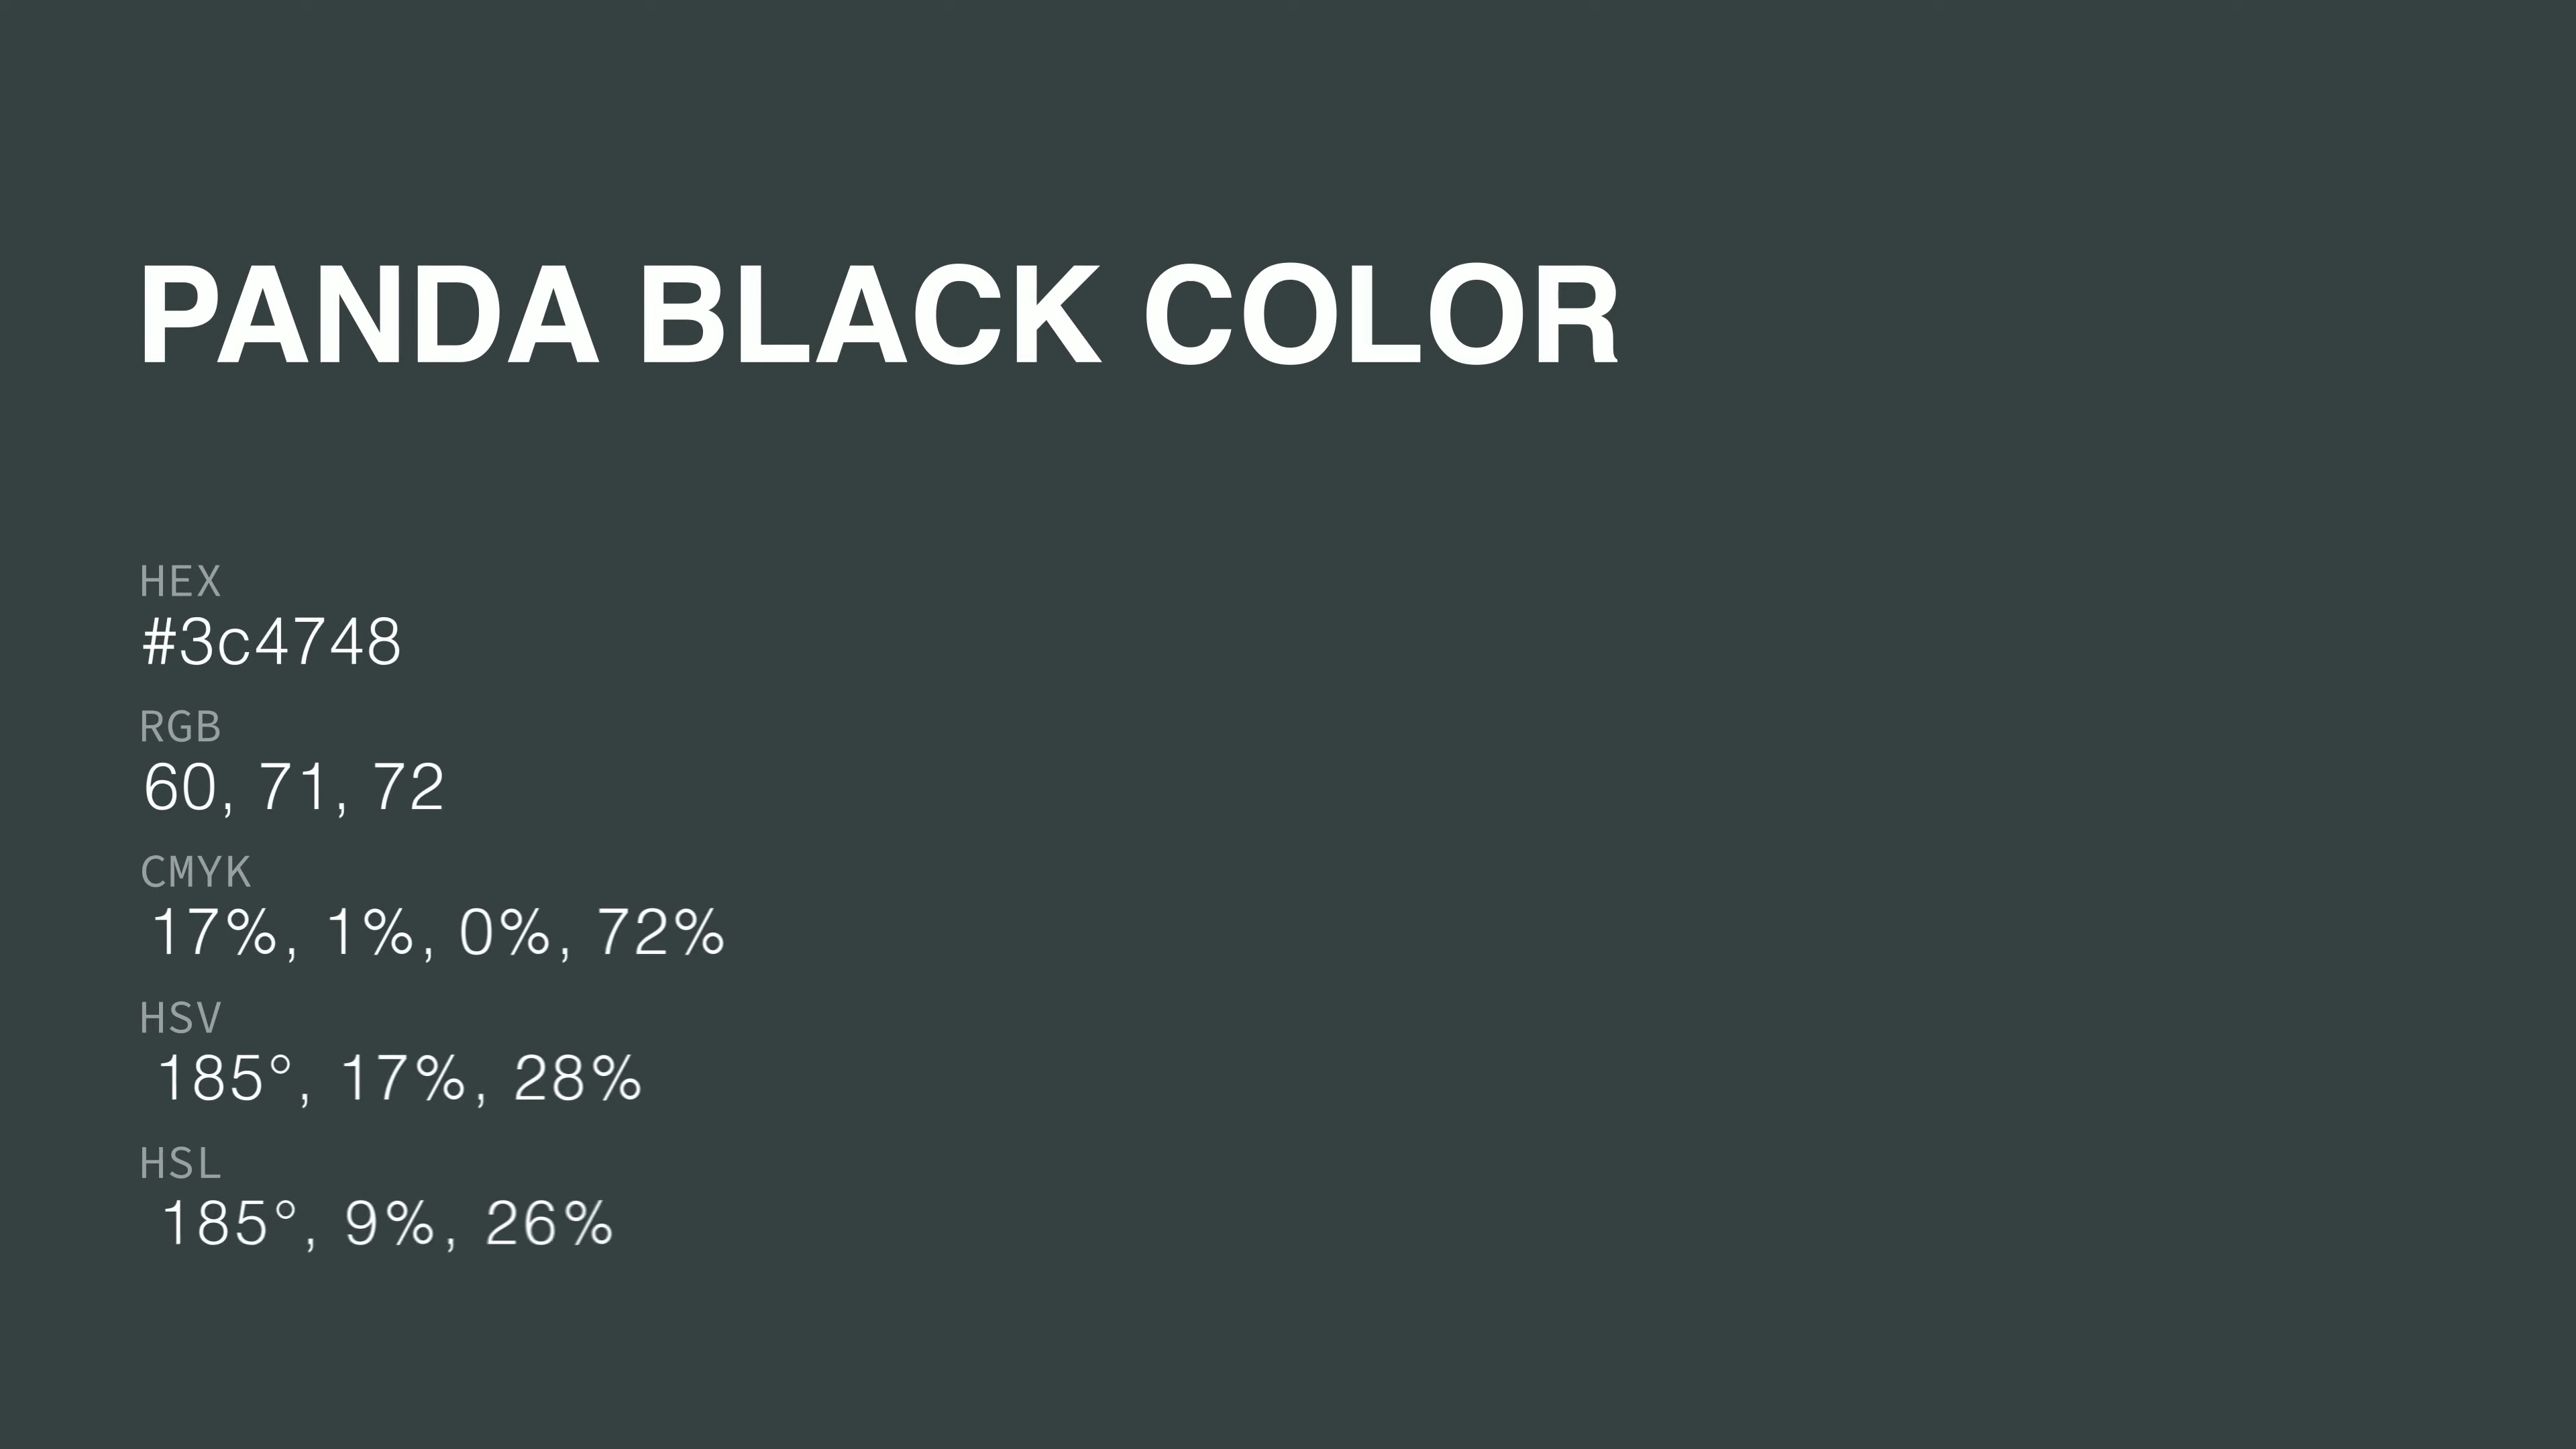 PANDA BLACK COLOR
HEX
#3c4748
RGB
60, 71, 72
CMYK
17%, 1%, 0%, 72%
HSV
185°, 17%, 28%
HSL
185°, 9%, 26%